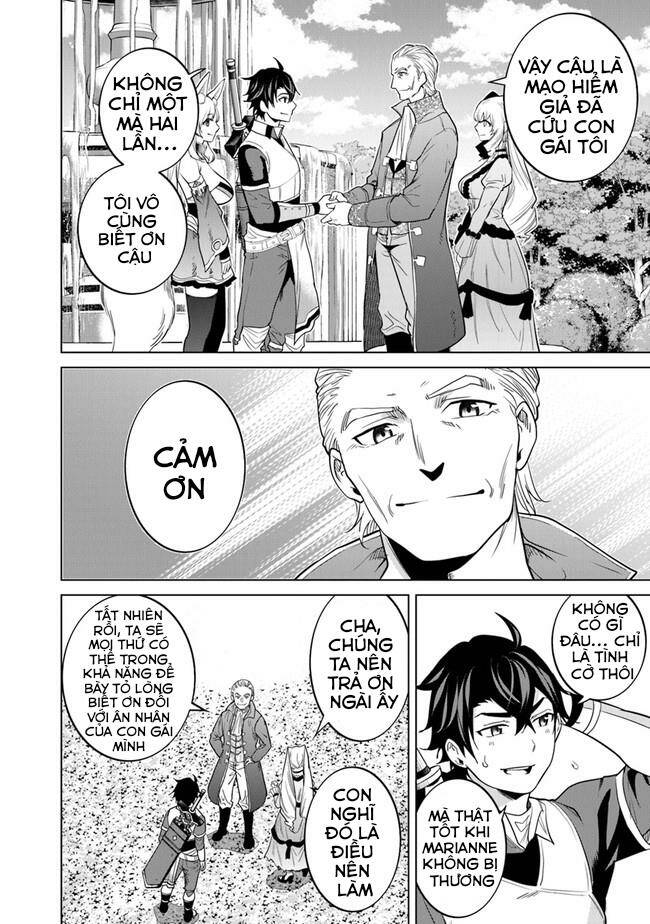 VẬY CẬU LÀ
MẠO HIỂM
GIẢ ĐÃ
CỨU CON
GÁI TÔI
KHÔNG
CHỈ MỘT
MÀ HAI
LẦN...
TÔI VÔ
CÙNG
BIẾT ƠN
CẬU
CẢM
ƠN
KHÔNG
CÓ GÌ
ĐÂU... CHỈ
LÀ TÌNH
CỜ THÔI
MÀ THẬT
TỐT KHI
MARIANNE
KHÔNG BỊ
THƯƠNG
CHA,
CHÚNG
TA NÊN
TRẢ ƠN
NGÀI ẤY
CON
NGHĨ
ĐÓ LÀ
ĐIỀU
NÊN
LÀM
TẤT NHIÊN
RỒI, TA SẼ
MỌI THỨ CÓ
THỂ TRONG
KHẢ NĂNG ĐỂ
BÀY TỎ LÒNG
BIẾT ƠN ĐỐI
VỚI ÂN NHÂN
CỦA CON GÁI
MÌNH